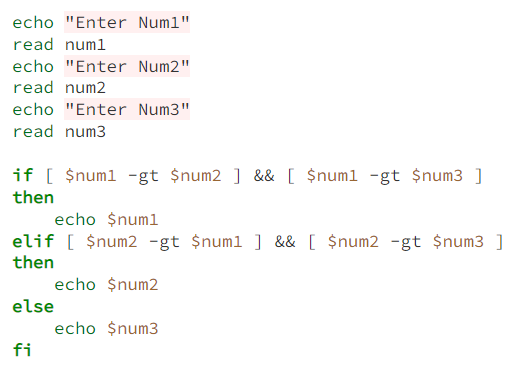 echo "Enter Num1"
read num1
echo "Enter Num2"
read num2
echo "Enter Num3"
read num3

if [ $num1 -gt $num2 ] && [ $num1 -gt $num3 ]
then
    echo $num1
elif [ $num2 -gt $num1 ] && [ $num2 -gt $num3 ]
then
    echo $num2
else
    echo $num3
fi